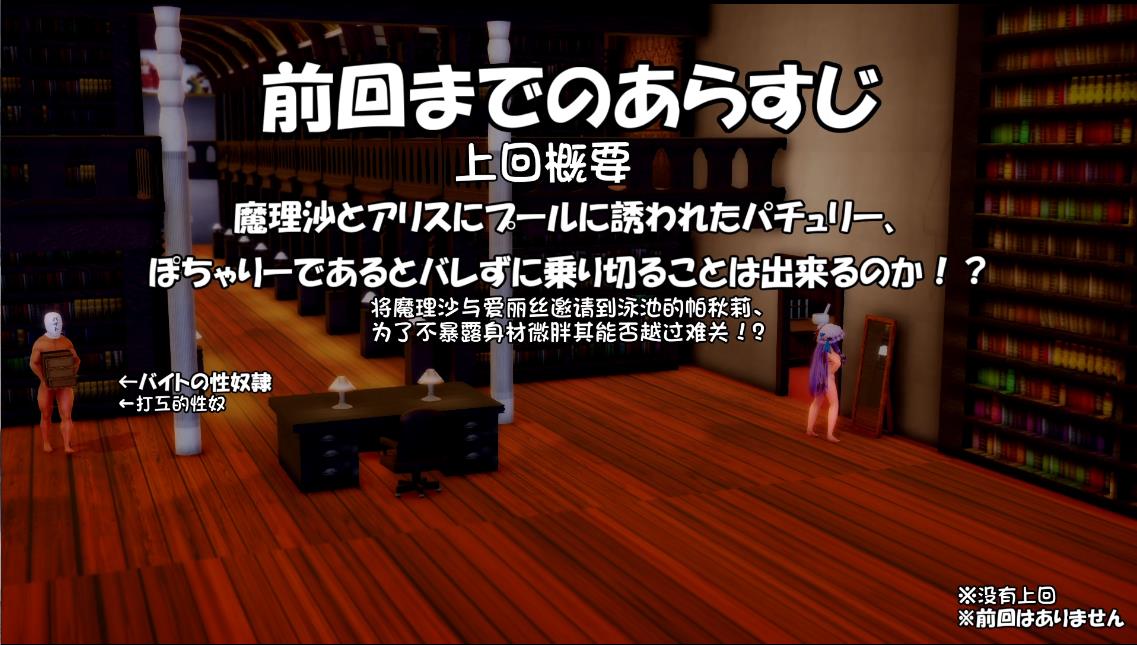 前回までのあらすじ
上回概要
魔理沙とアリスにプールに誘われたパチュリー、
ぽちゃりーであるとバレずに乗り切ることは出来るのか！？
将魔理沙与爱丽丝邀请到泳池的帕秋莉、
为了不暴露身材微胖其能否越过难关！？
←バイトの性奴隷
←打互的性奴
※没有上回
※前回はありません